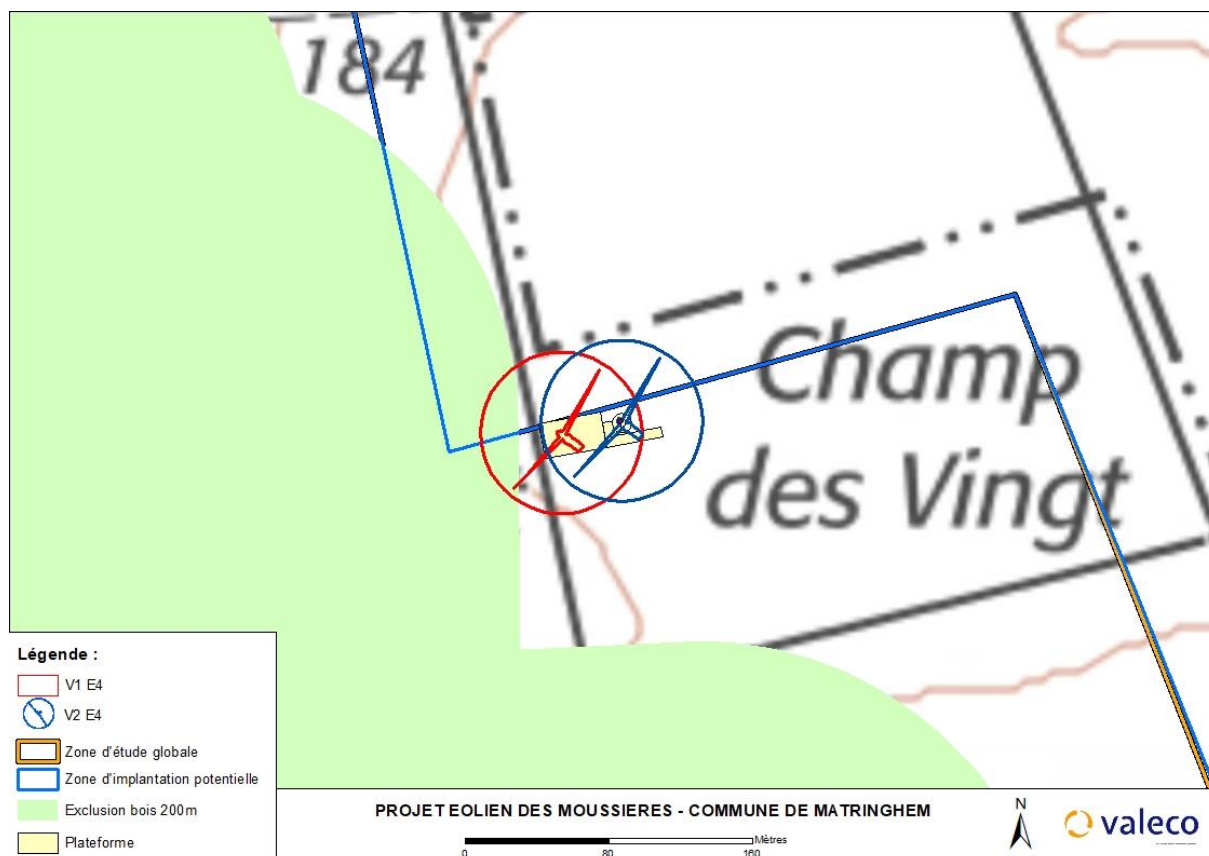 184
Champ
des Vingt
Légende :
V1 E4
V2 E4
Zone d'étude globale
Zone d'implantation potentielle
Exclusion bois 200m
Plateforme
PROJET EOLIEN DES MOUSSIERES - COMMUNE DE MATRINGHEM
Mètres
0 80 160
N
valeco